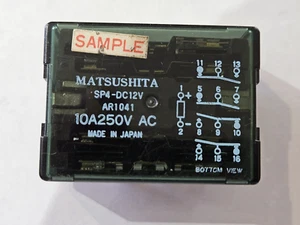 SAMPLE
MATSUSHITA
SP4-DC12V
AR1041
10A250V AC
MADE IN JAPAN
11 12 13
1 + 5 6 7
2 - 8 9 10
14 15 16
BOTTOM VIEW